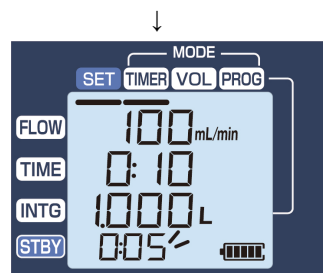 ↓
MODE
SET TIMER VOL PROG
FLOW 100 mL/min
TIME 0:10
INTG 1.000 L
STBY 0:05